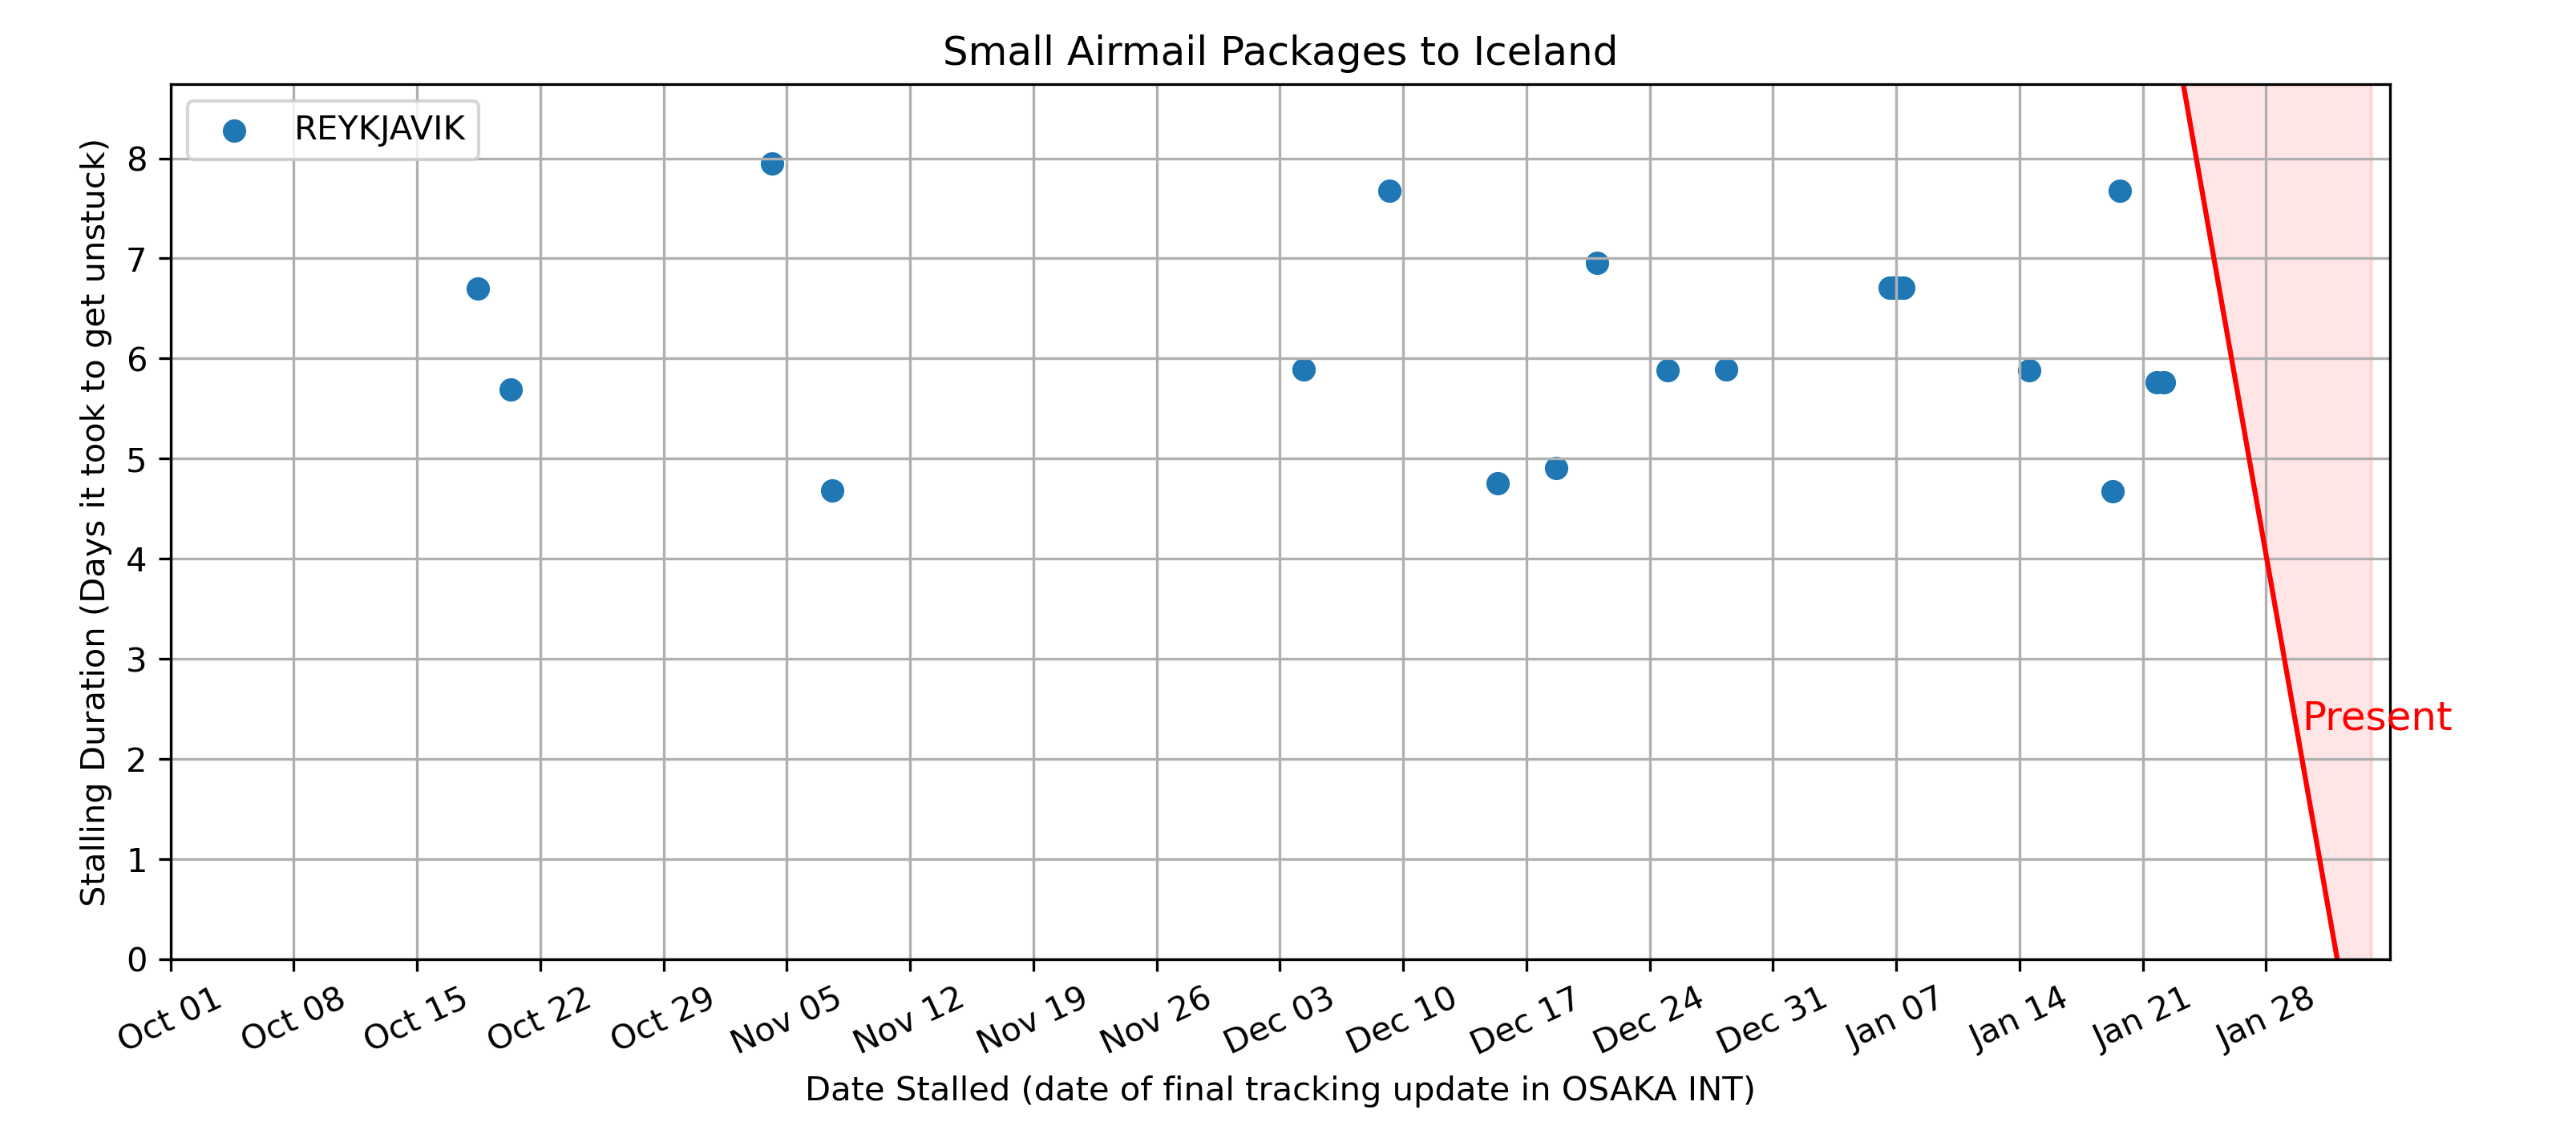 Small Airmail Packages to Iceland
REYKJAVIK
Stalling Duration (Days it took to get unstuck)
8
7
6
5
4
3
2
1
0
Present
Oct 01
Oct 08
Oct 15
Oct 22
Oct 29
Nov 05
Nov 12
Nov 19
Nov 26
Dec 03
Dec 10
Dec 17
Dec 24
Dec 31
Jan 07
Jan 14
Jan 21
Jan 28
Date Stalled (date of final tracking update in OSAKA INT)